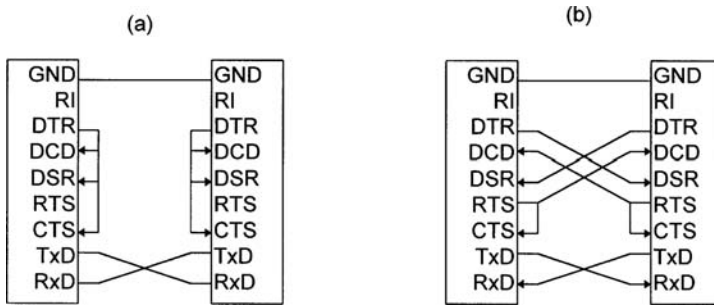 (a)
GND GND
RI RI
DTR DTR
DCD DCD
DSR DSR
RTS RTS
CTS CTS
TxD TxD
RxD RxD
(b)
GND GND
RI RI
DTR DTR
DCD DCD
DSR DSR
RTS RTS
CTS CTS
TxD TxD
RxD RxD